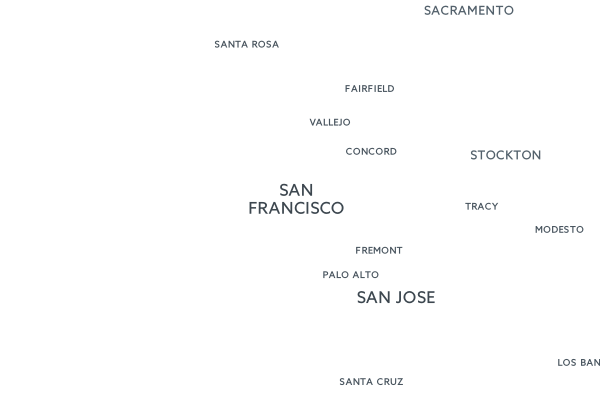 SACRAMENTO
SANTA ROSA
FAIRFIELD
VALLEJO
CONCORD
STOCKTON
SAN
FRANCISCO
TRACY
MODESTO
FREMONT
PALO ALTO
SAN JOSE
LOS BAN
SANTA CRUZ